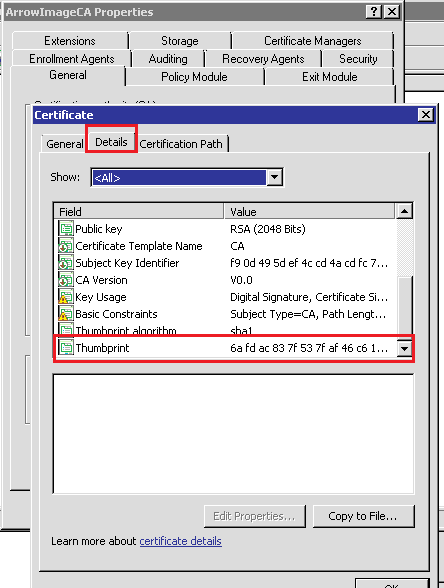 ArrowImageCA Properties
Extensions Storage Certificate Managers
Enrollment Agents Auditing Recovery Agents Security
General Policy Module Exit Module
Certificate
General Details Certification Path
Show: <All>
Field Value
Public key RSA (2048 Bits)
Certificate Template Name CA
Subject Key Identifier f9 0d 49 5d ef 4c cd 4a cd fc 7...
CA Version V0.0
Key Usage Digital Signature, Certificate Si...
Basic Constraints Subject Type=CA, Path Length...
Thumbprint algorithm sha1
Thumbprint 6a fd ac 83 7f 53 7f af 46 c6 1...
Edit Properties... Copy to File...
Learn more about certificate details
OK